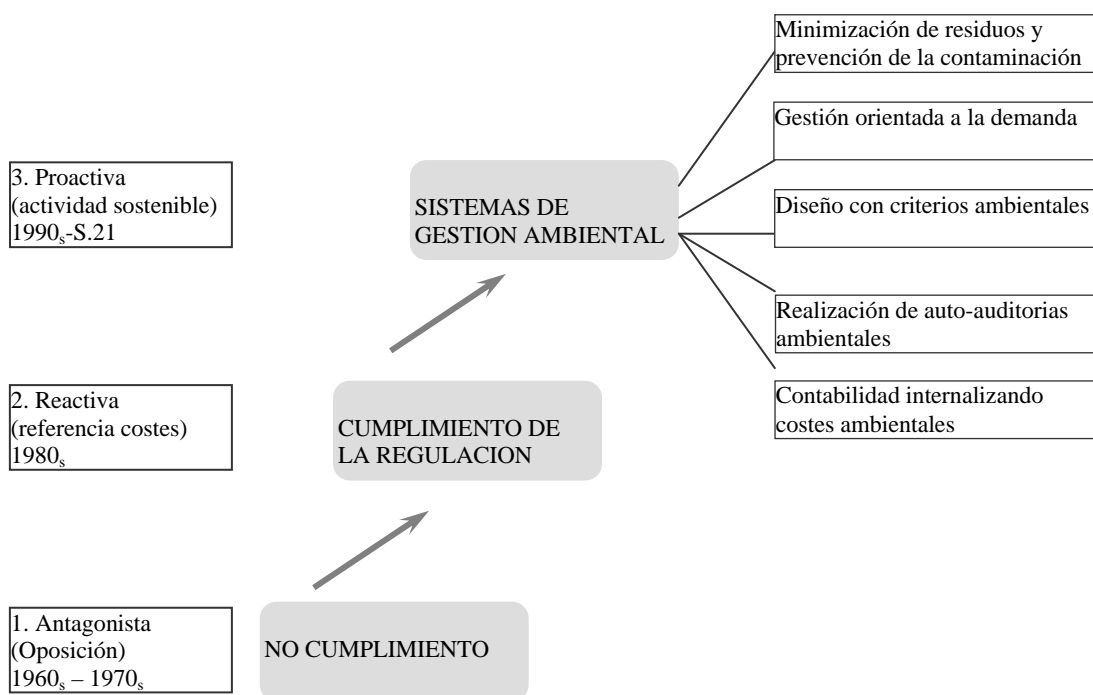 Minimización de residuos y
prevención de la contaminación
Gestión orientada a la demanda
3. Proactiva
(actividad sostenible)
1990s-S.21
SISTEMAS DE
GESTION AMBIENTAL
Diseño con criterios ambientales
Realización de auto-auditorias
ambientales
2. Reactiva
(referencia costes)
1980s
CUMPLIMIENTO DE
LA REGULACION
Contabilidad internalizando
costes ambientales
1. Antagonista
(Oposición)
1960s – 1970s
NO CUMPLIMIENTO